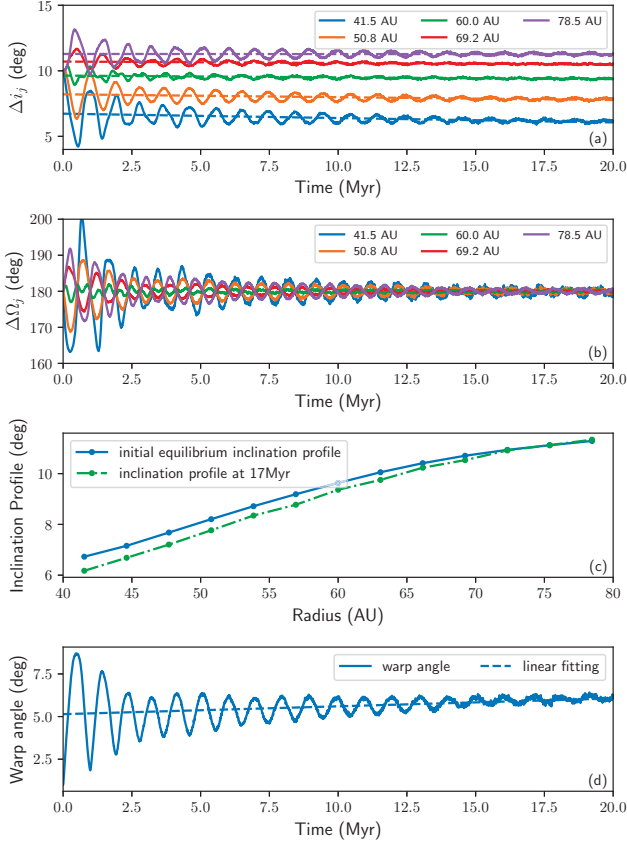 15
10
5
Δi_j (deg)
41.5 AU
50.8 AU
60.0 AU
69.2 AU
78.5 AU
(a)
0.0 2.5 5.0 7.5 10.0 12.5 15.0 17.5 20.0
Time (Myr)
200
190
180
170
160
ΔΩ_j (deg)
41.5 AU
50.8 AU
60.0 AU
69.2 AU
78.5 AU
(b)
0.0 2.5 5.0 7.5 10.0 12.5 15.0 17.5 20.0
Time (Myr)
10
8
6
Inclination Profile (deg)
initial equilibrium inclination profile
inclination profile at 17Myr
(c)
40 45 50 55 60 65 70 75 80
Radius (AU)
7.5
5.0
2.5
Warp angle (deg)
warp angle
linear fitting
(d)
0.0 2.5 5.0 7.5 10.0 12.5 15.0 17.5 20.0
Time (Myr)